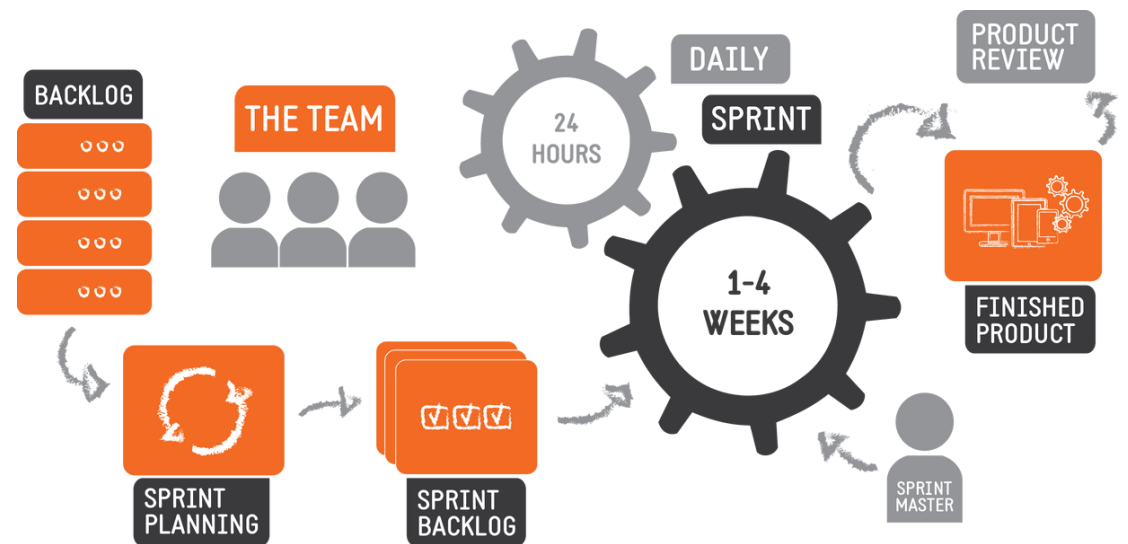 BACKLOG
THE TEAM
24
HOURS
DAILY
SPRINT
1-4
WEEKS
PRODUCT
REVIEW
FINISHED
PRODUCT
SPRINT
PLANNING
SPRINT
BACKLOG
SPRINT
MASTER